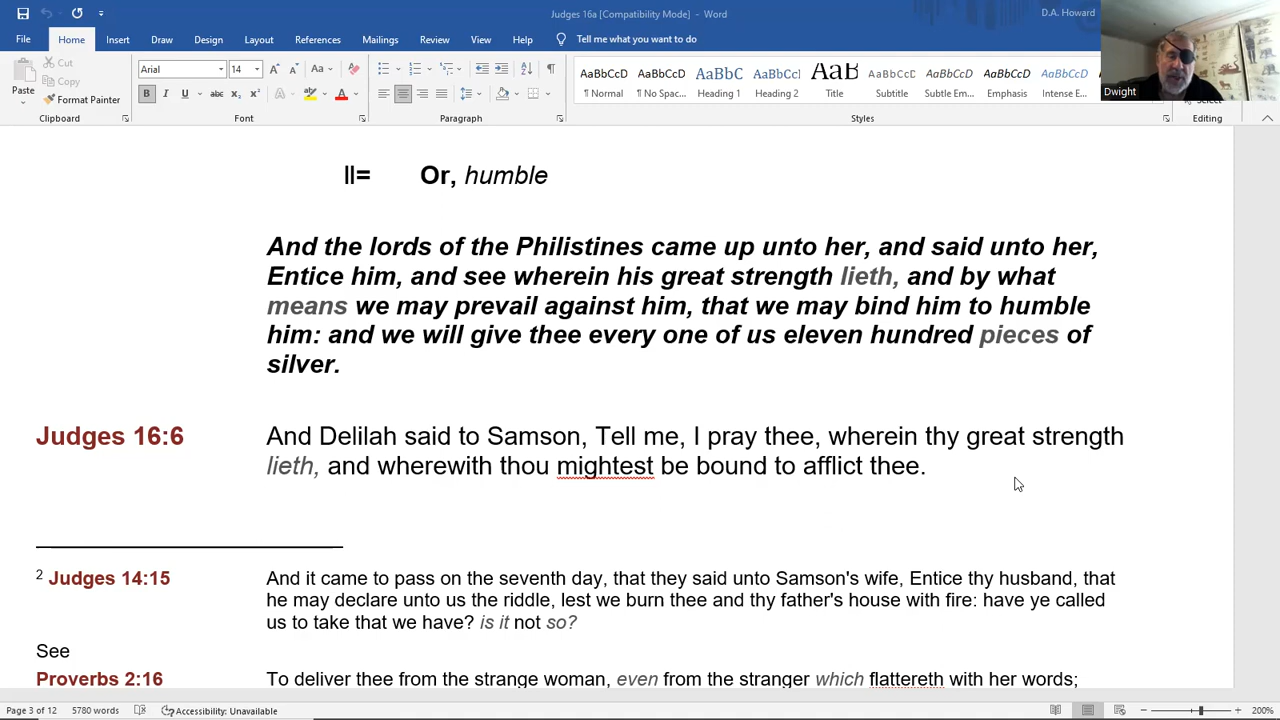 Judges 16a [Compatibility Mode] - Word
D.A. Howard
File Home Insert Draw Design Layout References Mailings Review View Help Tell me what you want to do
Cut
Copy
Paste
Format Painter
Arial 14
AaBbCcD AaBbCcD AaBbC AaBbCcI AaB AaBbCcD AaBbCcD AaBbCcD AaBbCcD
¶ Normal ¶ No Spac... Heading 1 Heading 2 Title Subtitle Subtle Em... Emphasis Intense E...
Dwight
Clipboard Font Paragraph Styles Editing
||= Or, humble
And the lords of the Philistines came up unto her, and said unto her,
Entice him, and see wherein his great strength lieth, and by what
means we may prevail against him, that we may bind him to humble
him: and we will give thee every one of us eleven hundred pieces of
silver.
Judges 16:6 And Delilah said to Samson, Tell me, I pray thee, wherein thy great strength
lieth, and wherewith thou mightest be bound to afflict thee.
2 Judges 14:15 And it came to pass on the seventh day, that they said unto Samson's wife, Entice thy husband, that
he may declare unto us the riddle, lest we burn thee and thy father's house with fire: have ye called
us to take that we have? is it not so?
See
Proverbs 2:16 To deliver thee from the strange woman, even from the stranger which flattereth with her words;
Page 3 of 12 5780 words Accessibility: Unavailable 200%